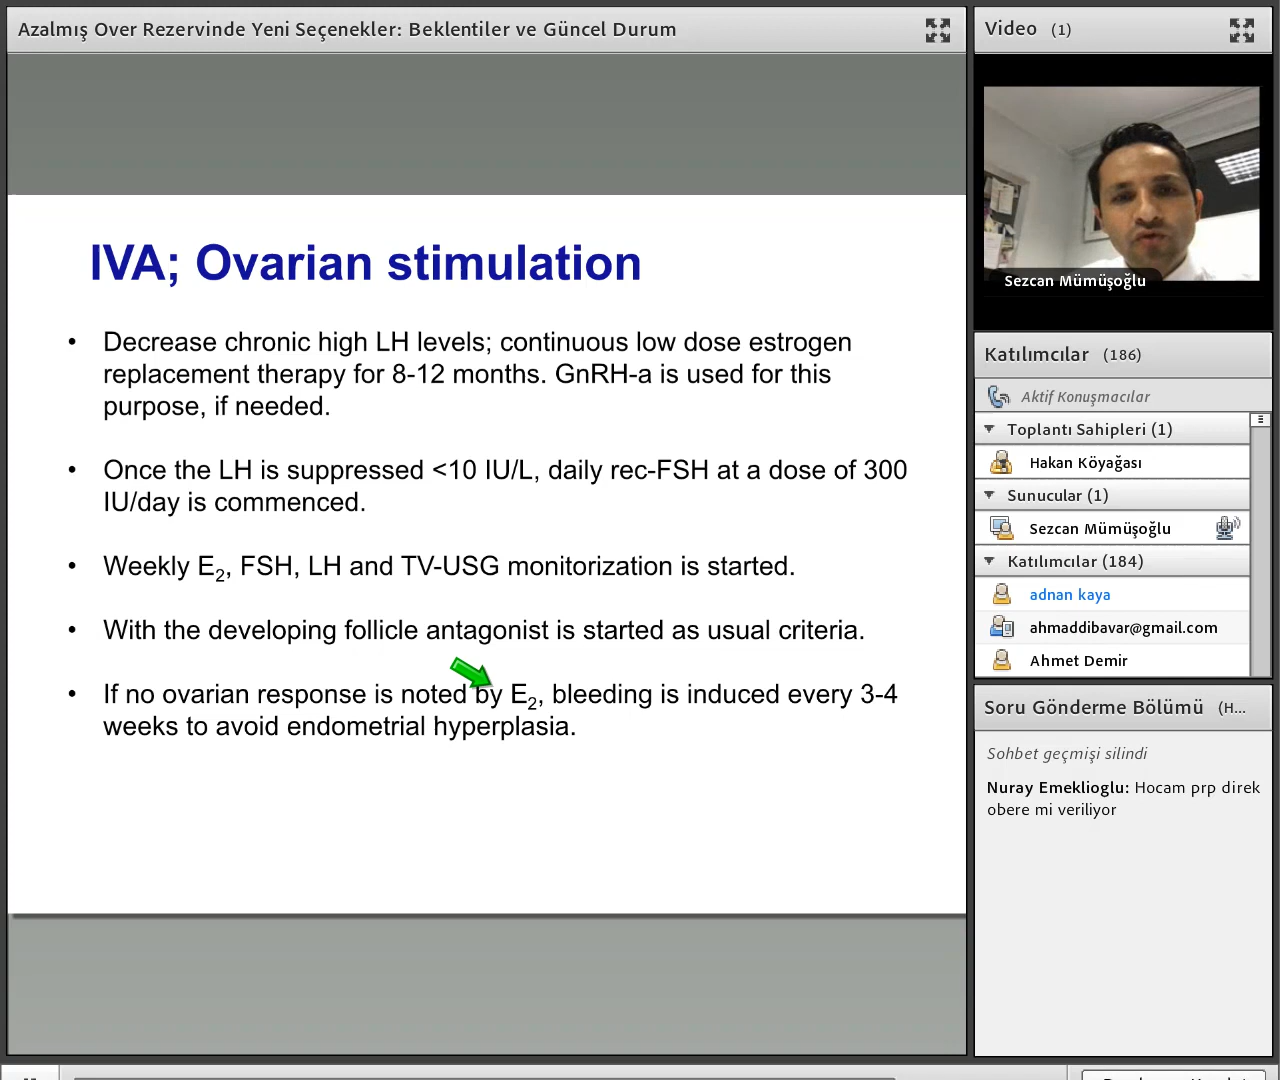 Azalmış Over Rezervinde Yeni Seçenekler: Beklentiler ve Güncel Durum
IVA; Ovarian stimulation
• Decrease chronic high LH levels; continuous low dose estrogen
replacement therapy for 8-12 months. GnRH-a is used for this
purpose, if needed.
• Once the LH is suppressed <10 IU/L, daily rec-FSH at a dose of 300
IU/day is commenced.
• Weekly E2, FSH, LH and TV-USG monitorization is started.
• With the developing follicle antagonist is started as usual criteria.
• If no ovarian response is noted by E2, bleeding is induced every 3-4
weeks to avoid endometrial hyperplasia.
Video (1)
Sezcan Mümüşoğlu
Katılımcılar (186)
Aktif Konuşmacılar
Toplantı Sahipleri (1)
Hakan Köyağası
Sunucular (1)
Sezcan Mümüşoğlu
Katılımcılar (184)
adnan kaya
ahmaddibavar@gmail.com
Ahmet Demir
Soru Gönderme Bölümü (H...
Sohbet geçmişi silindi
Nuray Emeklioglu: Hocam prp direk
obere mi veriliyor